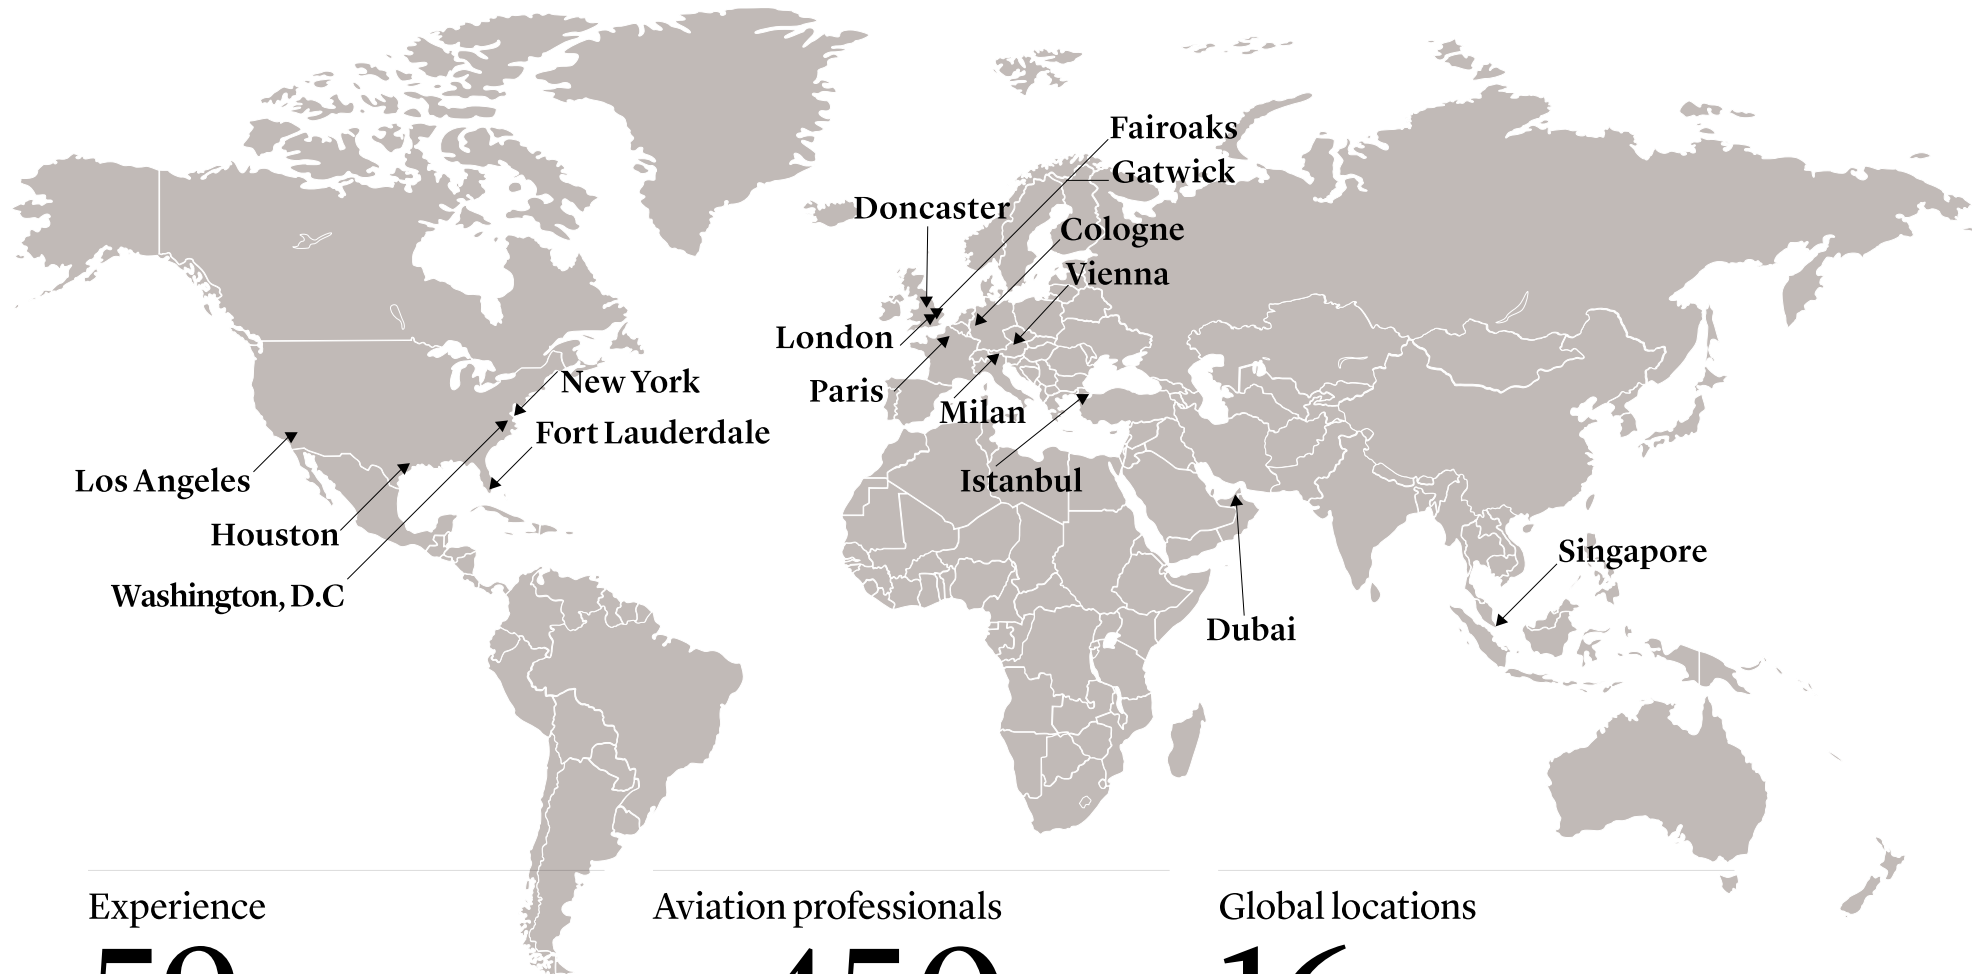 Fairoaks
Gatwick
Doncaster
Cologne
Vienna
London
Paris
Milan
Istanbul
New York
Fort Lauderdale
Los Angeles
Houston
Washington, D.C
Singapore
Dubai
Experience
Aviation professionals
Global locations